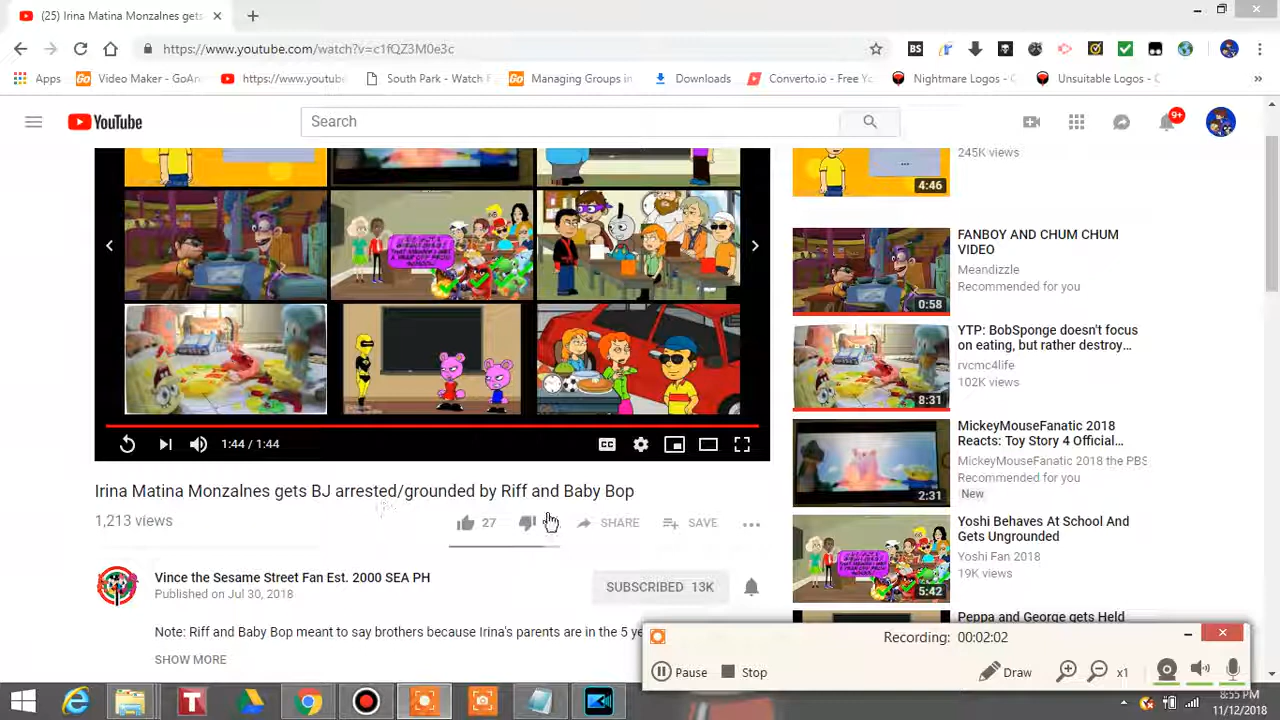 (25) Irina Matina Monzalnes gets
https://www.youtube.com/watch?v=c1fQZ3M0e3c
BS
Apps
Go Video Maker - GoAn
https://www.youtube
South Park - Watch F
Go Managing Groups in
Downloads
Converto.io - Free Yo
Nightmare Logos - C
Unsuitable Logos - C
»
YouTube
Search
9+
245K views
4:46
FANBOY AND CHUM CHUM
VIDEO
Meandizzle
Recommended for you
0:58
YTP: BobSponge doesn't focus
on eating, but rather destroy...
rvcmc4life
102K views
8:31
MickeyMouseFanatic 2018
Reacts: Toy Story 4 Official...
MickeyMouseFanatic 2018 the PBS
Recommended for you
New
2:31
Yoshi Behaves At School And
Gets Ungrounded
Yoshi Fan 2018
19K views
5:42
Peppa and George gets Held
1:44 / 1:44
CC
Irina Matina Monzalnes gets BJ arrested/grounded by Riff and Baby Bop
1,213 views
27
SHARE
SAVE
Vince the Sesame Street Fan Est. 2000 SEA PH
Published on Jul 30, 2018
SUBSCRIBED 13K
Note: Riff and Baby Bop meant to say brothers because Irina's parents are in the 5 ye
SHOW MORE
Recording: 00:02:02
Pause
Stop
Draw
x1
8:55 PM
11/12/2018